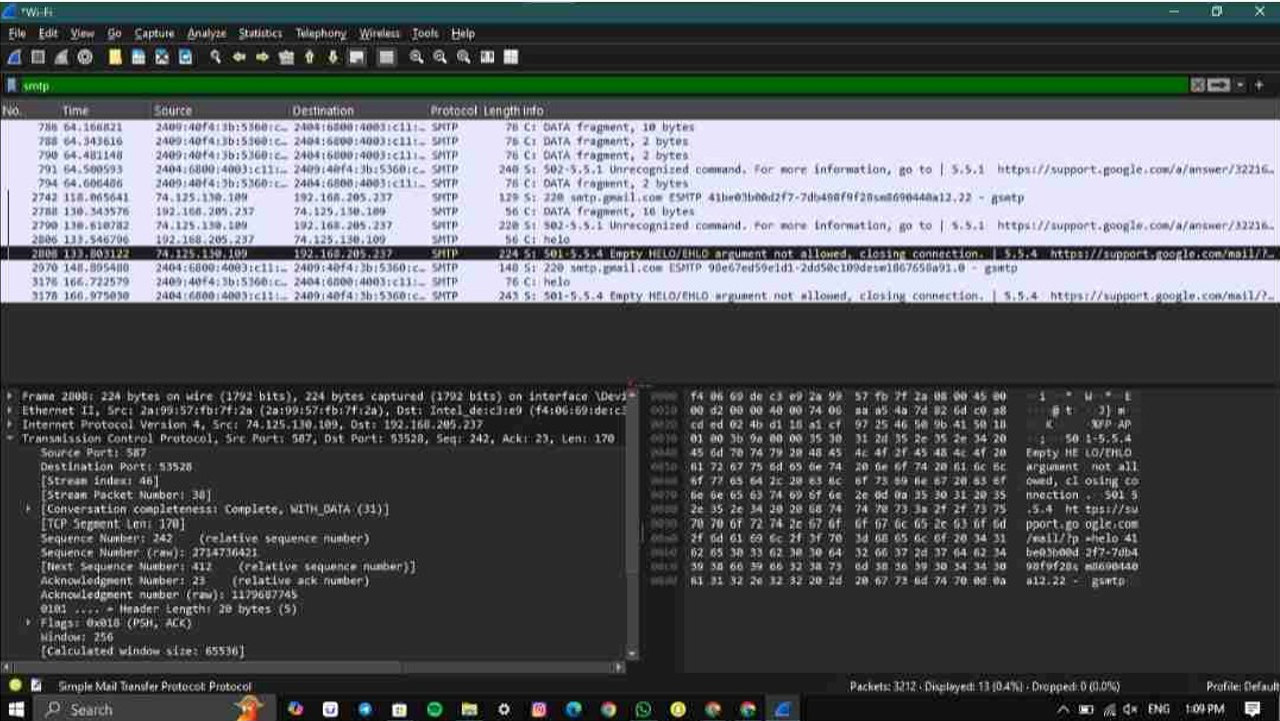 *Wi-Fi
File Edit View Go Capture Analyze Statistics Telephony Wireless Tools Help
smtp
No. Time Source Destination Protocol Length Info
786 64.166821 2409:40f4:3b:5360:c… 2404:6800:4003:c11:… SMTP 76 C: DATA fragment, 10 bytes
788 64.343616 2409:40f4:3b:5360:c… 2404:6800:4003:c11:… SMTP 76 C: DATA fragment, 2 bytes
790 64.481148 2409:40f4:3b:5360:c… 2404:6800:4003:c11:… SMTP 76 C: DATA fragment, 2 bytes
791 64.500593 2409:40f4:3b:5360:c… 2404:6800:4003:c11:… SMTP 240 S: 502-5.5.1 Unrecognized command. For more information, go to | 5.5.1 https://support.google.com/a/answer/32216…
794 64.606486 2409:40f4:3b:5360:c… 2404:6800:4003:c11:… SMTP 76 C: DATA fragment, 2 bytes
2742 118.065641 74.125.130.109 192.168.205.237 SMTP 129 S: 220 smtp.gmail.com ESMTP 41be03b00d2f7-7db498f9f28sm8690440a12.22 - gsmtp
2788 130.343576 192.168.205.237 74.125.130.109 SMTP 56 C: DATA fragment, 16 bytes
2790 130.610782 74.125.130.109 192.168.205.237 SMTP 220 S: 502-5.5.1 Unrecognized command. For more information, go to | 5.5.1 https://support.google.com/a/answer/32216…
2806 133.546796 192.168.205.237 74.125.130.109 SMTP 56 C: helo
2808 133.803122 74.125.130.109 192.168.205.237 SMTP 224 S: 501-5.5.4 Empty HELO/EHLO argument not allowed, closing connection. | 5.5.4 https://support.google.com/mail/?…
2970 148.895480 2404:6800:4003:c11:… 2409:40f4:3b:5360:c… SMTP 148 S: 220 smtp.gmail.com ESMTP 98e67ed59e1d1-2dd50c109desm1867658a91.0 - gsmtp
3176 166.722579 2409:40f4:3b:5360:c… 2404:6800:4003:c11:… SMTP 76 C: helo
3178 166.975030 2404:6800:4003:c11:… 2409:40f4:3b:5360:c… SMTP 243 S: 501-5.5.4 Empty HELO/EHLO argument not allowed, closing connection. | 5.5.4 https://support.google.com/mail/?…
Frame 2808: 224 bytes on wire (1792 bits), 224 bytes captured (1792 bits) on interface \Devi
Ethernet II, Src: 2a:99:57:fb:7f:2a (2a:99:57:fb:7f:2a), Dst: Intel_de:c3:e9 (f4:06:69:de:c3
Internet Protocol Version 4, Src: 74.125.130.109, Dst: 192.168.205.237
Transmission Control Protocol, Src Port: 587, Dst Port: 53528, Seq: 242, Ack: 23, Len: 170
Source Port: 587
Destination Port: 53528
[Stream index: 46]
[Stream Packet Number: 38]
[Conversation completeness: Complete, WITH_DATA (31)]
[TCP Segment Len: 170]
Sequence Number: 242 (relative sequence number)
Sequence Number (raw): 2714736421
[Next Sequence Number: 412 (relative sequence number)]
Acknowledgment Number: 23 (relative ack number)
Acknowledgment number (raw): 1179687745
0101 .... = Header Length: 20 bytes (5)
Flags: 0x018 (PSH, ACK)
Window: 256
[Calculated window size: 65536]
f4 06 69 de c3 e9 2a 99 57 fb 7f 2a 08 00 45 00
00 d2 00 00 40 00 74 06 aa a5 4a 7d 82 6d c0 a8
cd ed 02 4b d1 18 a1 cf 97 25 46 50 9b 41 50 18
01 00 3b 9a 00 00 35 30 31 2d 35 2e 35 2e 34 20
45 6d 70 74 79 20 48 45 4c 4f 2f 45 48 4c 4f 20
61 72 67 75 6d 65 6e 74 20 6e 6f 74 20 61 6c 6c
6f 77 65 64 2c 20 63 6c 6f 73 69 6e 67 20 63 6f
6e 6e 65 63 74 69 6f 6e 2e 0d 0a 35 30 31 20 35
2e 35 2e 34 20 20 68 74 74 70 73 3a 2f 2f 73 75
70 70 6f 72 74 2e 67 6f 6f 67 6c 65 2e 63 6f 6d
2f 6d 61 69 6c 2f 3f 70 3d 68 65 6c 6f 20 34 31
62 65 30 33 62 30 30 64 32 66 37 2d 37 64 62 34
39 38 66 39 66 32 38 73 6d 38 36 39 30 34 34 30
61 31 32 2e 32 32 20 2d 20 67 73 6d 74 70 0d 0a
501-5.5.4
Empty HE LO/EHLO
argument not all
owed, cl osing co
nnection. 501 5
.5.4 ht tps://su
pport.go ogle.com
/mail/?p =helo 41
be03b00d 2f7-7db4
98f9f28s m8690440
a12.22 - gsmtp
Simple Mail Transfer Protocol: Protocol
Packets: 3212 · Displayed: 13 (0.4%) · Dropped: 0 (0.0%)
Profile: Default
Search
ENG 1:09 PM